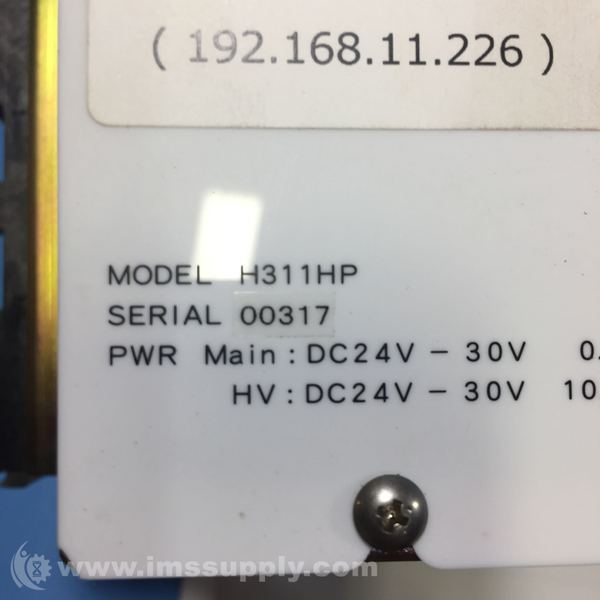 ( 192.168.11.226 )
MODEL H311HP
SERIAL 00317
PWR Main : DC24V – 30V 0.
HV : DC24V – 30V 10
www.imssupply.com